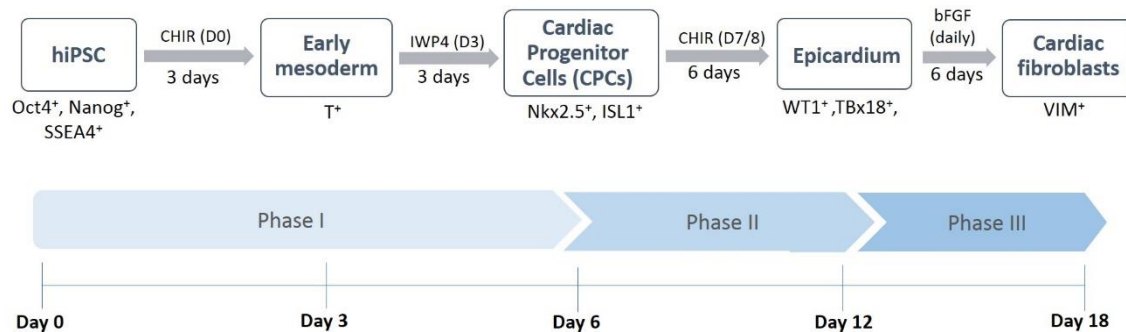 hiPSC
CHIR (D0)
3 days
Early
mesoderm
IWP4 (D3)
3 days
Cardiac
Progenitor
Cells (CPCs)
CHIR (D7/8)
6 days
Epicardium
bFGF
(daily)
6 days
Cardiac
fibroblasts
Oct4⁺, Nanog⁺,
SSEA4⁺
T⁺
Nkx2.5⁺, ISL1⁺
WT1⁺,TBx18⁺,
VIM⁺
Phase I
Phase II
Phase III
Day 0
Day 3
Day 6
Day 12
Day 18